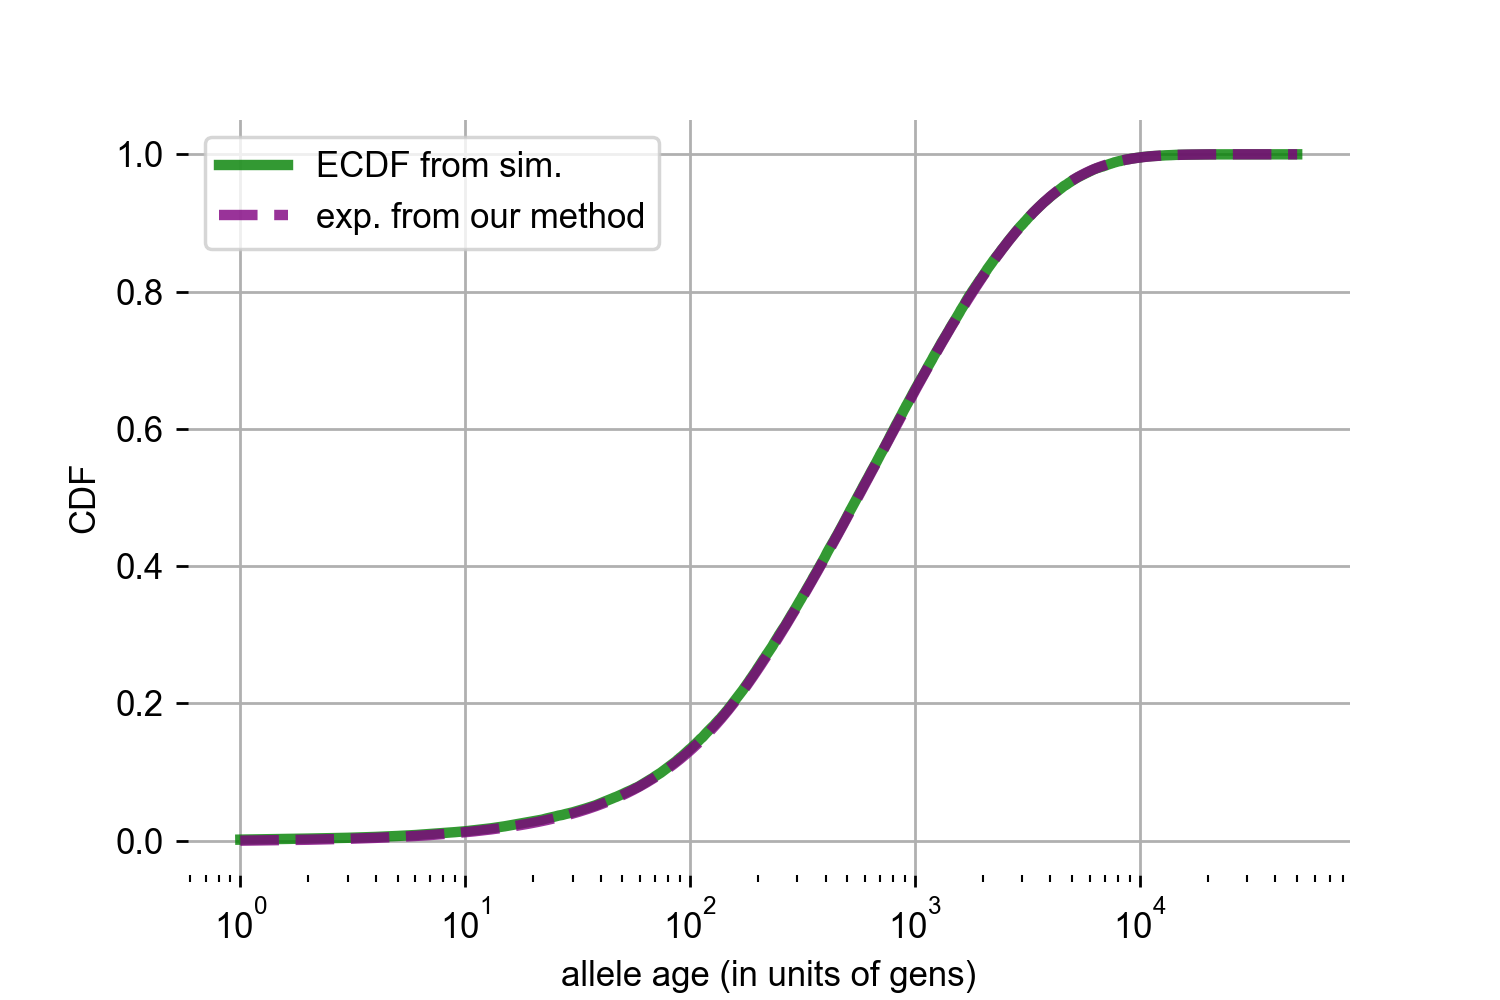 ECDF from sim.
exp. from our method
1.0
0.8
0.6
0.4
0.2
0.0
CDF
10^0 10^1 10^2 10^3 10^4
allele age (in units of gens)